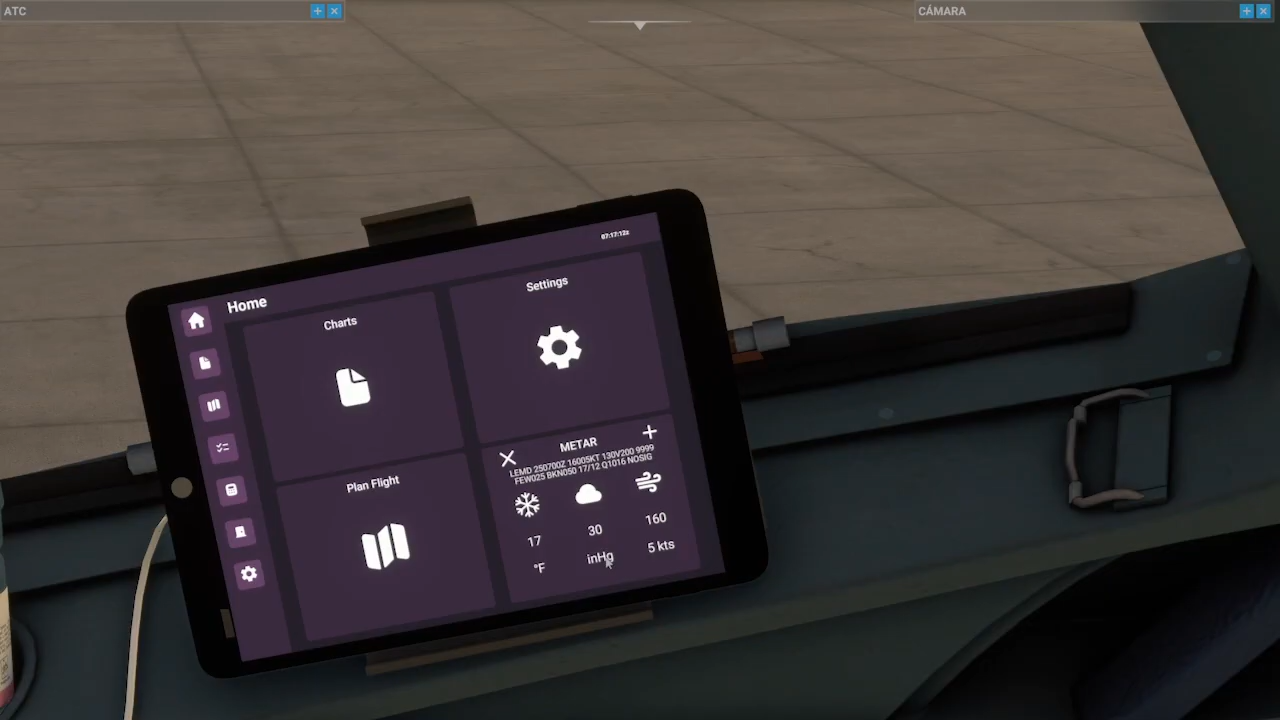 ATC
CÁMARA
07:17:12z
Home
Charts
Settings
Plan Flight
METAR
LEMD 250700Z 16005KT 130V200 9999
FEW025 BKN050 17/12 Q1016 NOSIG
17
30
160
°F
inHg
5 kts